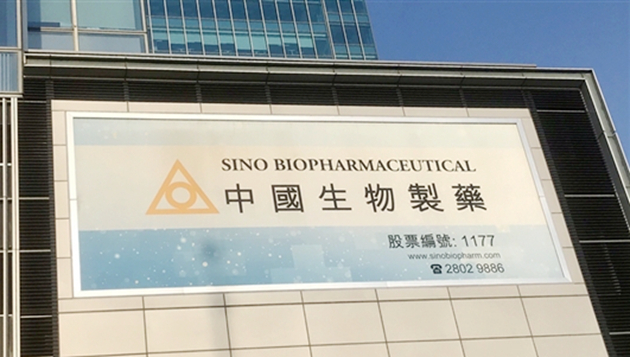 SINO BIOPHARMACEUTICAL
中國生物製藥
股票編號: 1177
www.sinobiopharm.com
☎ 2802 9886